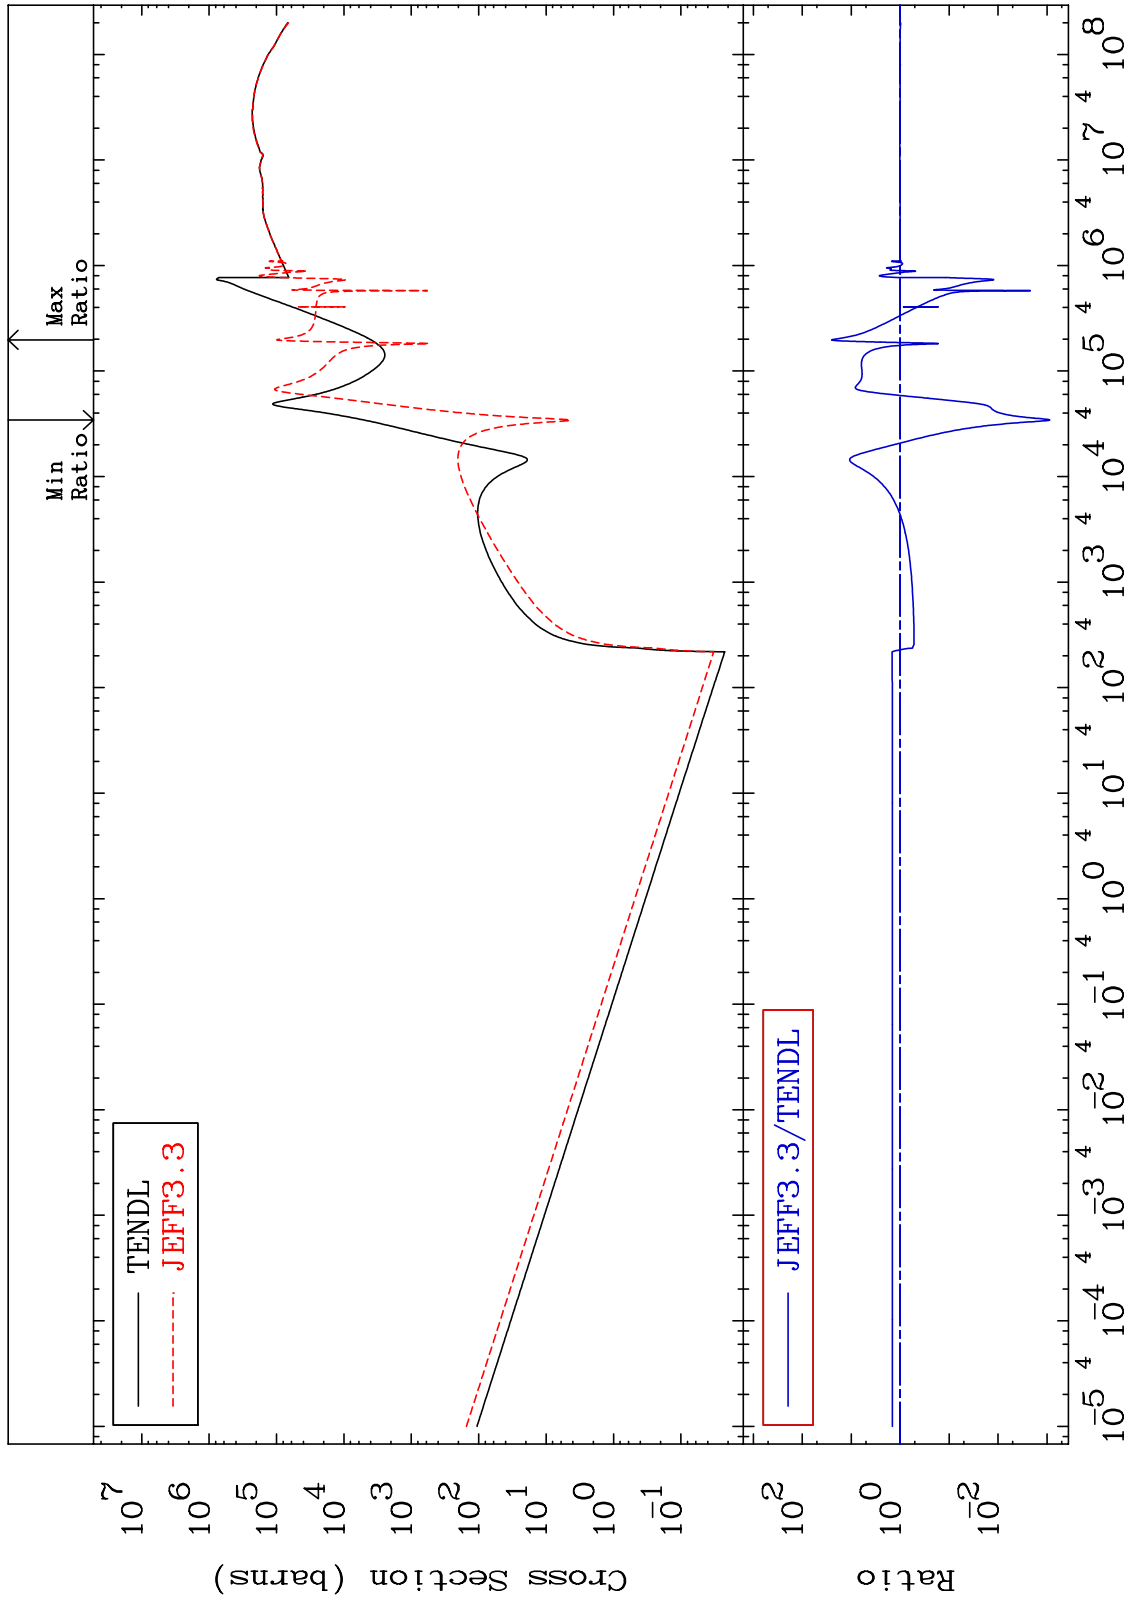 Min
Ratio
Max
Ratio
TENDL
JEFF3.3
10^7
10^6
10^5
10^4
10^3
10^2
10^1
10^0
10^-1
Cross Section (barns)
JEFF3.3/TENDL
10^2
10^0
10^-2
Ratio
10^-5 4 10^-4 4 10^-3 4 10^-2 4 10^-1 4 10^0 4 10^1 4 10^2 4 10^3 4 10^4 4 10^5 4 10^6 4 10^7 4 10^8